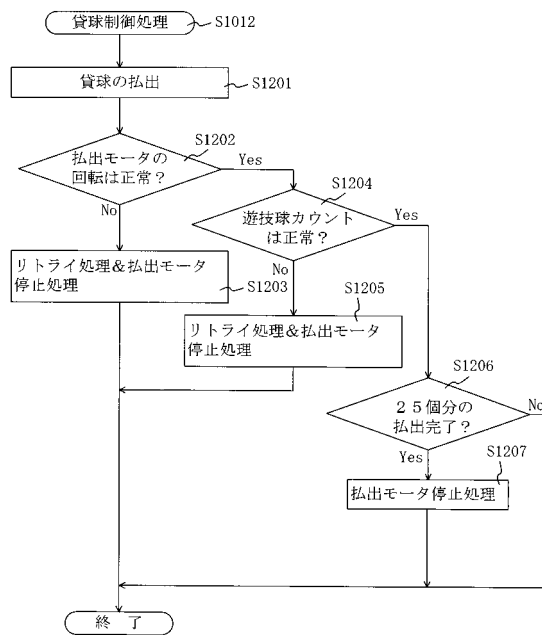 貸球制御処理
S1012
貸球の払出
S1201
S1202
払出モータの
回転は正常？
Yes
No
S1204
遊技球カウント
は正常？
Yes
No
リトライ処理＆払出モータ
停止処理
S1203
S1205
リトライ処理＆払出モータ
停止処理
S1206
２５個分の
払出完了？
No
Yes
S1207
払出モータ停止処理
終　了